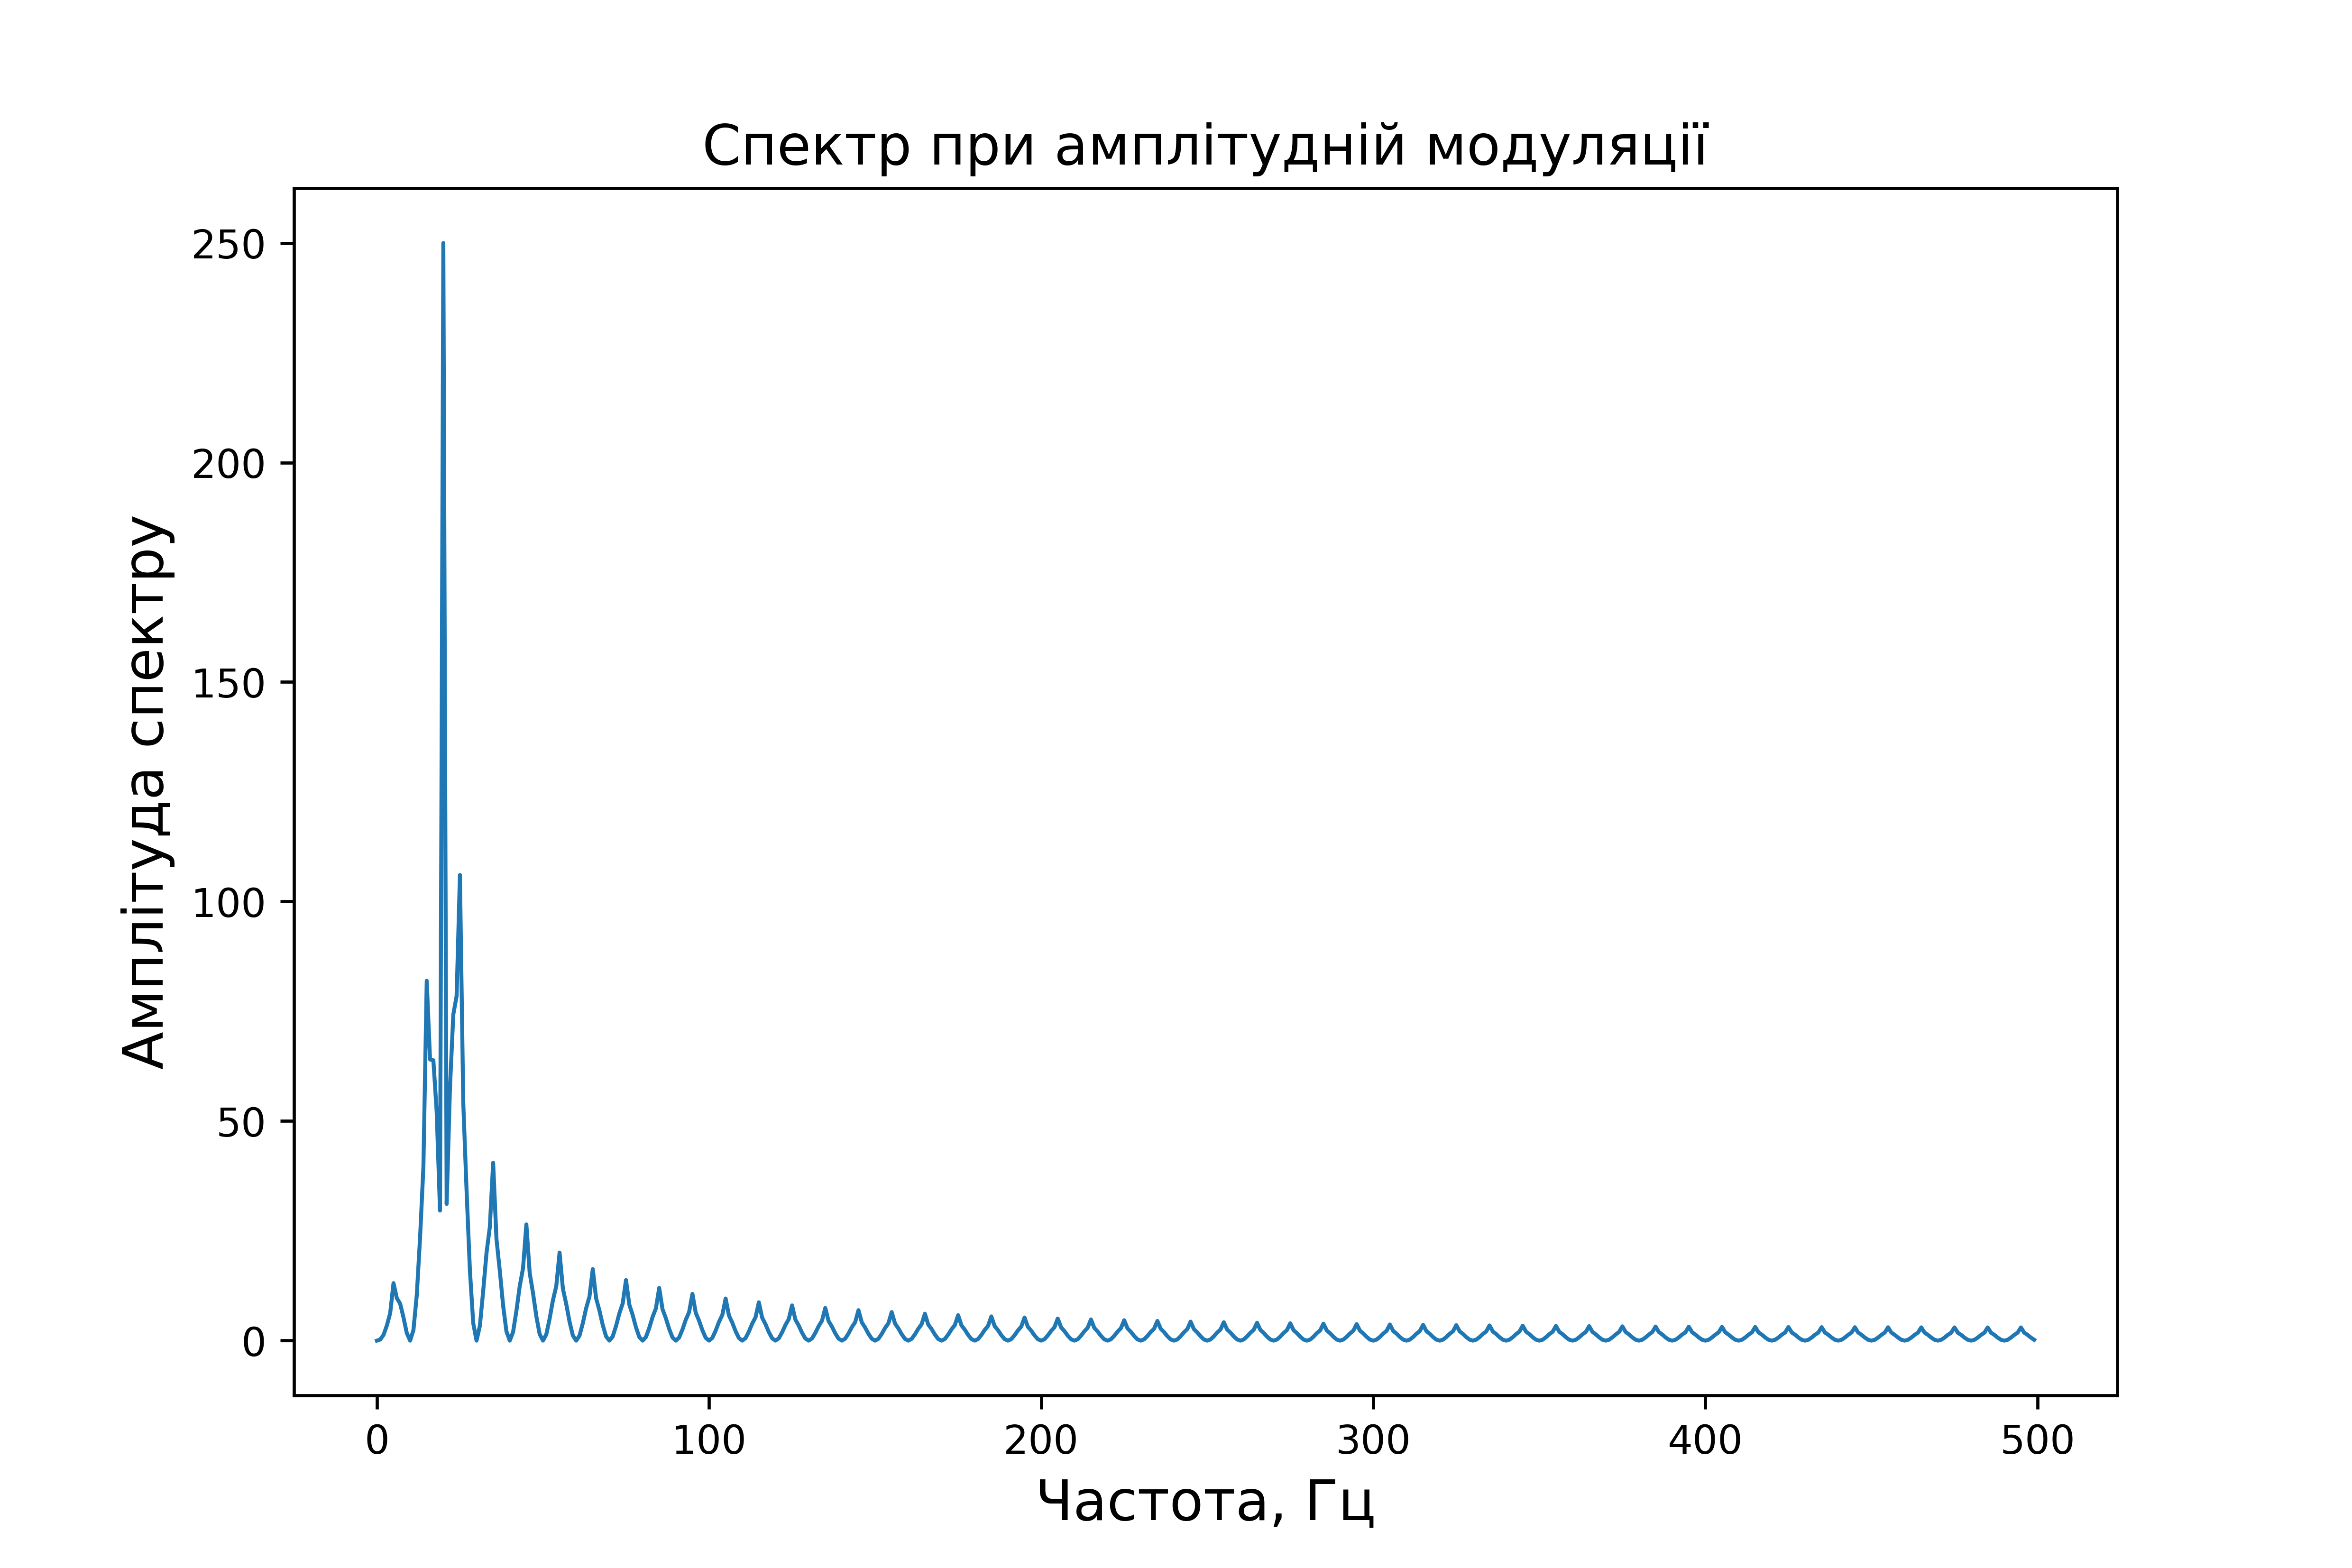 Спектр при амплітудній модуляції
Амплітуда спектру
250
200
150
100
50
0
0 100 200 300 400 500
Частота, Гц